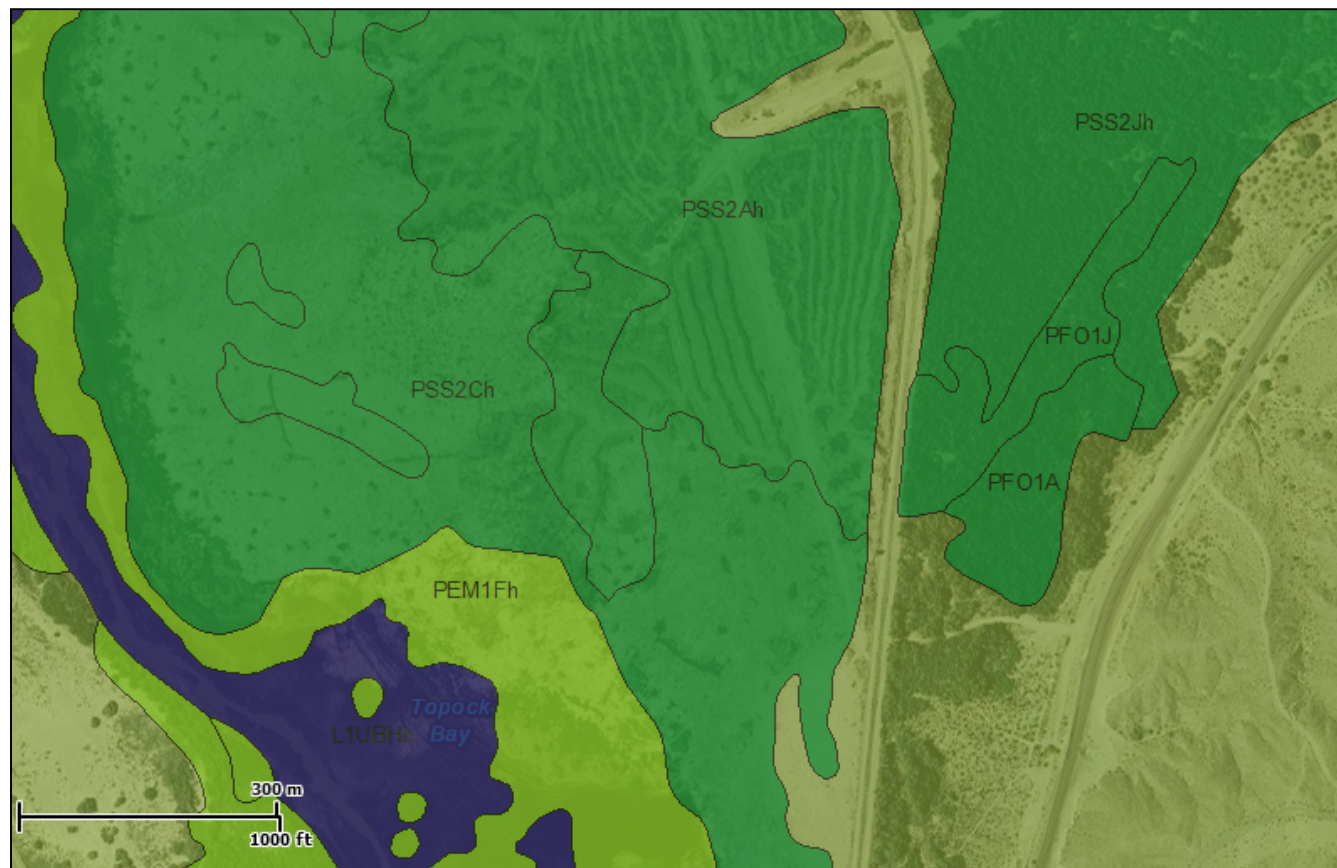 PSS2Jh
PSS2Ah
PFO1J
PSS2Ch
PFO1A
PEM1Fh
Topock
Bay
L1UBHh
300 m
1000 ft